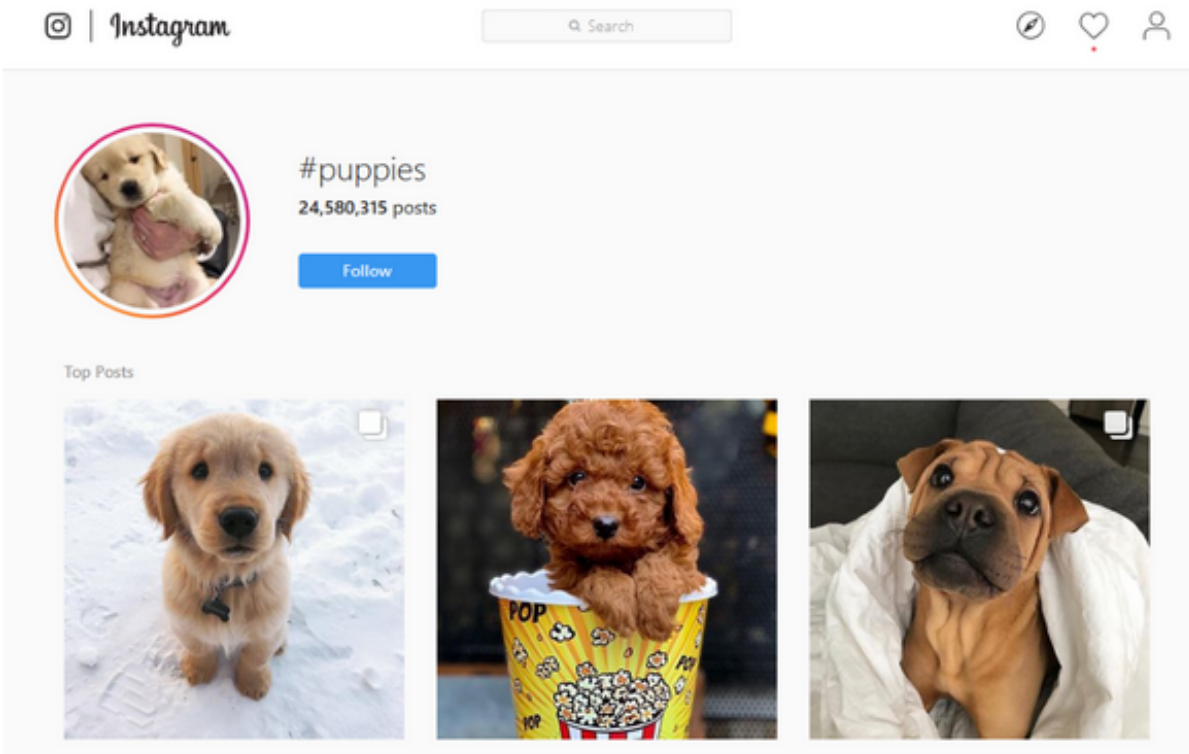 Instagram
Search
#puppies
24,580,315 posts
Follow
Top Posts
POP
POP
POP